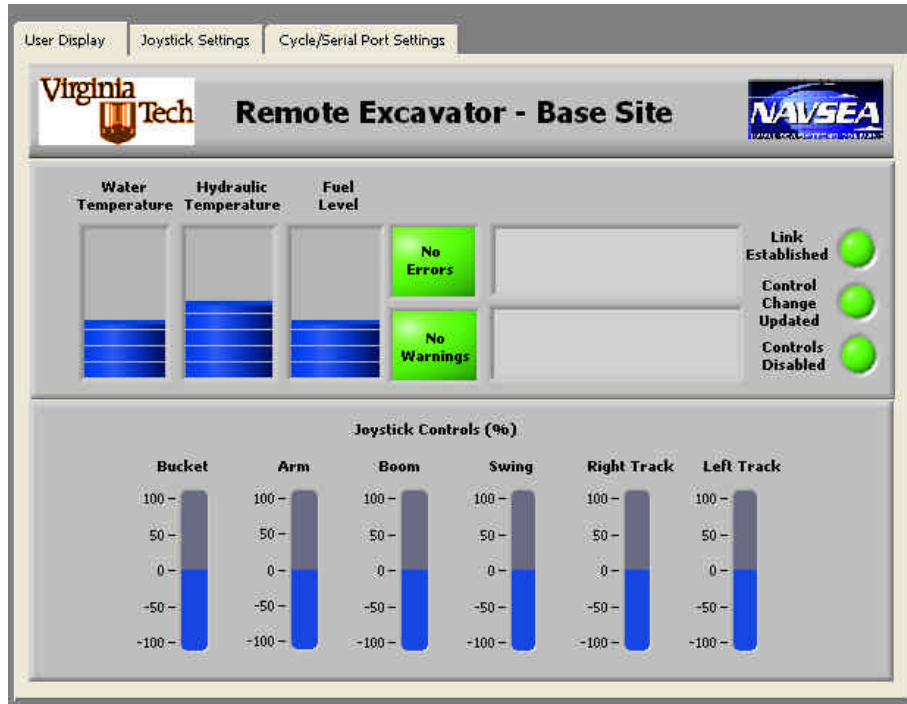 User Display
Joystick Settings
Cycle/Serial Port Settings
Virginia
Tech
Remote Excavator - Base Site
NAVSEA
Water
Temperature
Hydraulic
Temperature
Fuel
Level
No
Errors
No
Warnings
Link
Established
Control
Change
Updated
Controls
Disabled
Joystick Controls (%)
Bucket
100
50
0
-50
-100
Arm
100
50
0
-50
-100
Boom
100
50
0
-50
-100
Swing
100
50
0
-50
-100
Right Track
100
50
0
-50
-100
Left Track
100
50
0
-50
-100